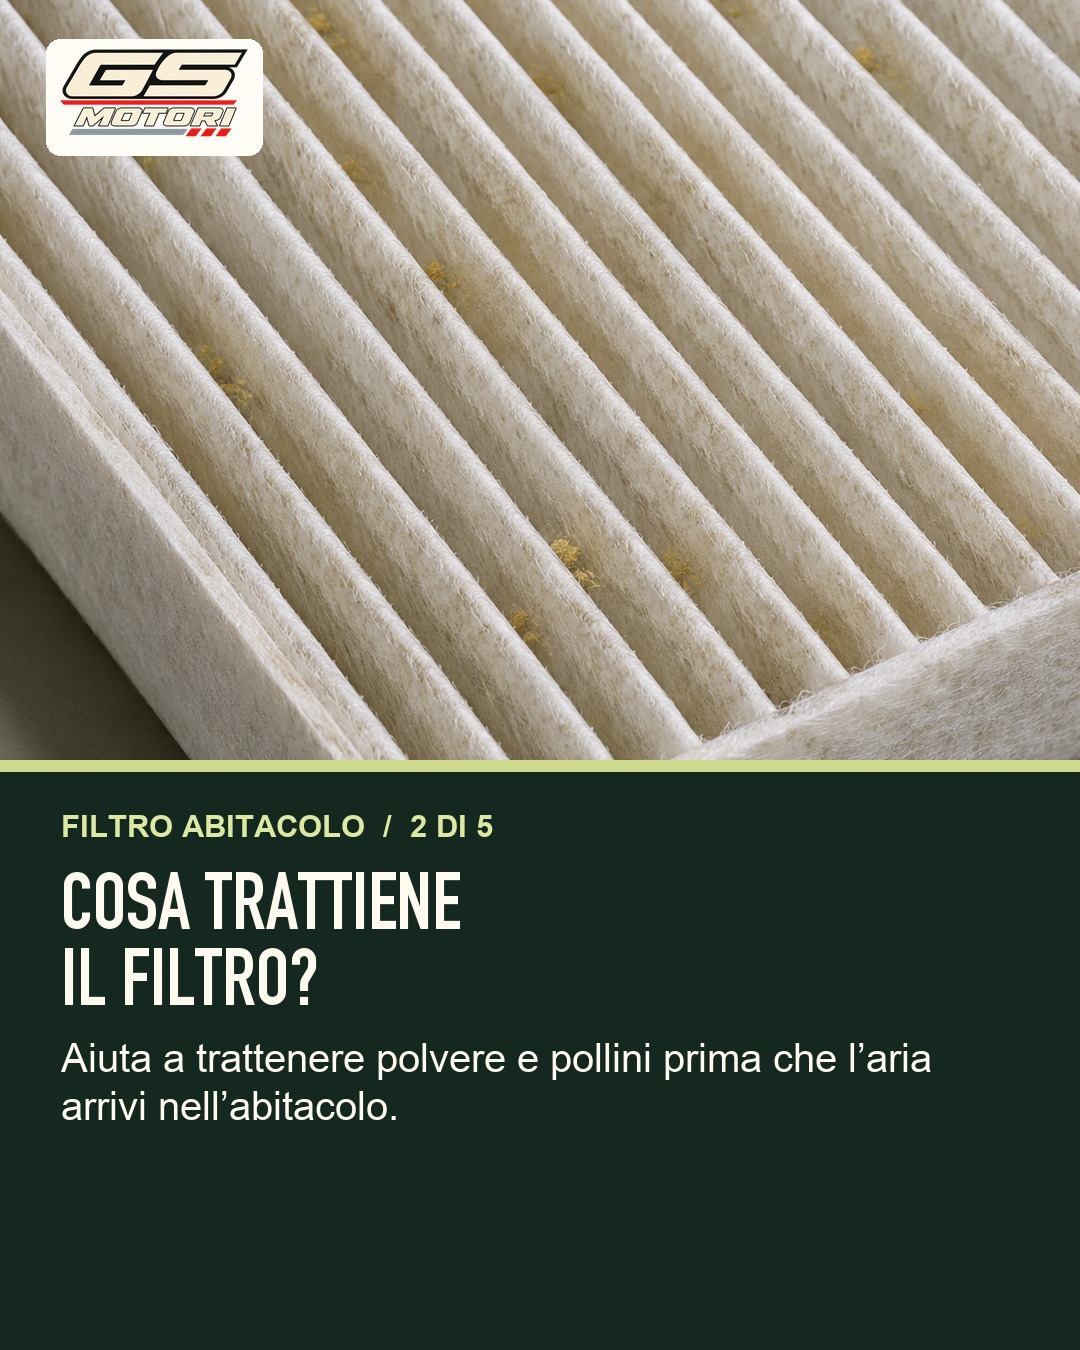 GS
MOTORI
FILTRO ABITACOLO / 2 DI 5
COSA TRATTIENE
IL FILTRO?
Aiuta a trattenere polvere e pollini prima che l’aria
arrivi nell’abitacolo.